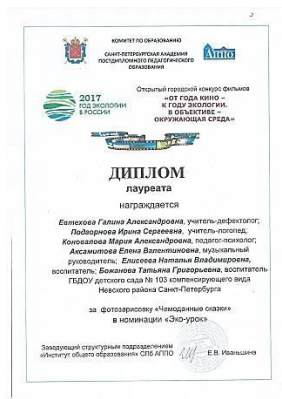 КОМИТЕТ ПО ОБРАЗОВАНИЮ
САНКТ-ПЕТЕРБУРГСКАЯ АКАДЕМИЯ
ПОСТДИПЛОМНОГО ПЕДАГОГИЧЕСКОГО
ОБРАЗОВАНИЯ
АППО
2017
ГОД ЭКОЛОГИИ
В РОССИИ
Открытый городской конкурс фильмов
«ОТ ГОДА КИНО –
К ГОДУ ЭКОЛОГИИ.
В ОБЪЕКТИВЕ –
ОКРУЖАЮЩАЯ СРЕДА»
ДИПЛОМ
лауреата
награждается
Евтехова Галина Александровна, учитель-дефектолог;
Подгорнова Ирина Сергеевна, учитель-логопед;
Коновалова Мария Александровна, педагог-психолог;
Аксамитова Елена Валентиновна, музыкальный
руководитель; Елисеева Наталья Владимировна,
воспитатель; Божанова Татьяна Григорьевна, воспитатель
ГБДОУ детского сада № 103 компенсирующего вида
Невского района Санкт-Петербурга
за фотозарисовку «Чемоданные сказки»
в номинации «Эко-урок»
Заведующий структурным подразделением
«Институт общего образования» СПб АППО
Е.В. Иваньшина